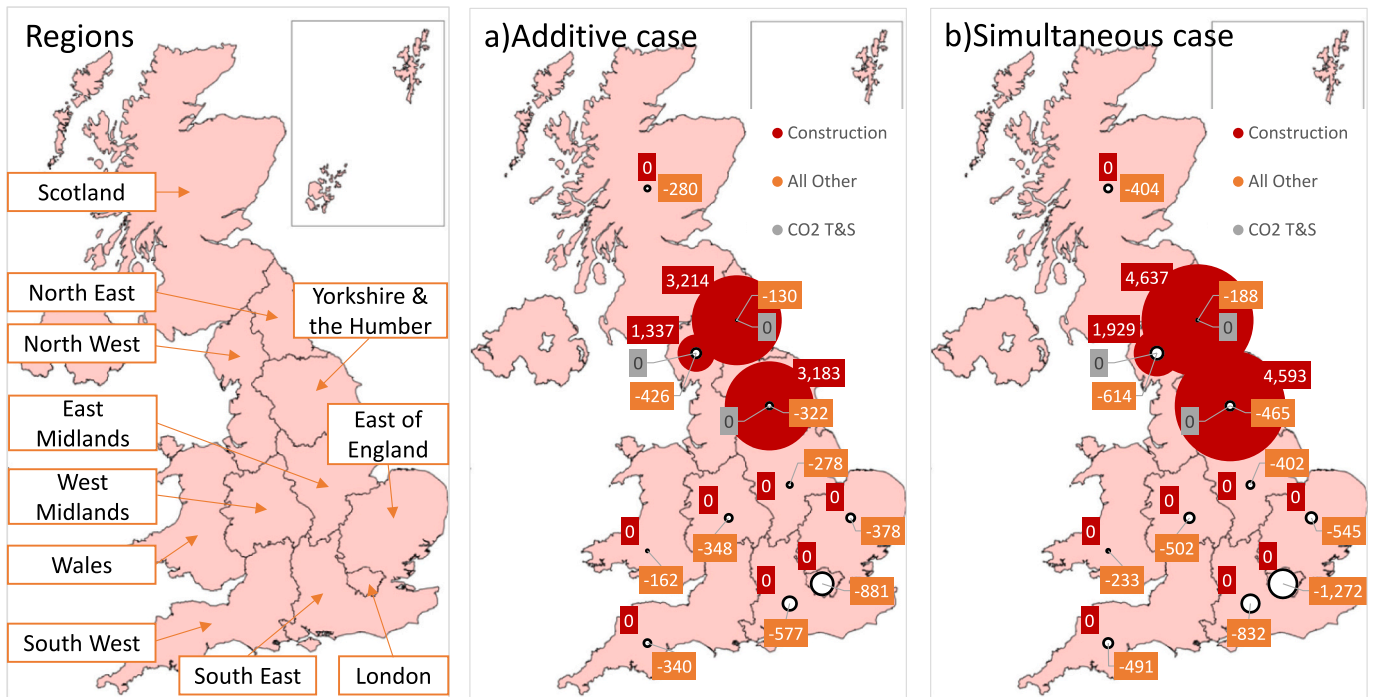 Regions
Scotland
North East
Yorkshire &
the Humber
North West
East
Midlands
East of
England
West
Midlands
Wales
South West
South East
London
a)Additive case
Construction
All Other
CO2 T&S
0
-280
3,214
-130
0
1,337
0
-426
3,183
0
-322
-278
0
0
0
-378
-348
0
-162
0
-881
0
-577
0
-340
b)Simultaneous case
Construction
All Other
CO2 T&S
0
-404
4,637
-188
0
1,929
0
-614
4,593
0
-465
-402
0
0
0
-545
-502
0
-233
0
-1,272
0
-832
0
-491